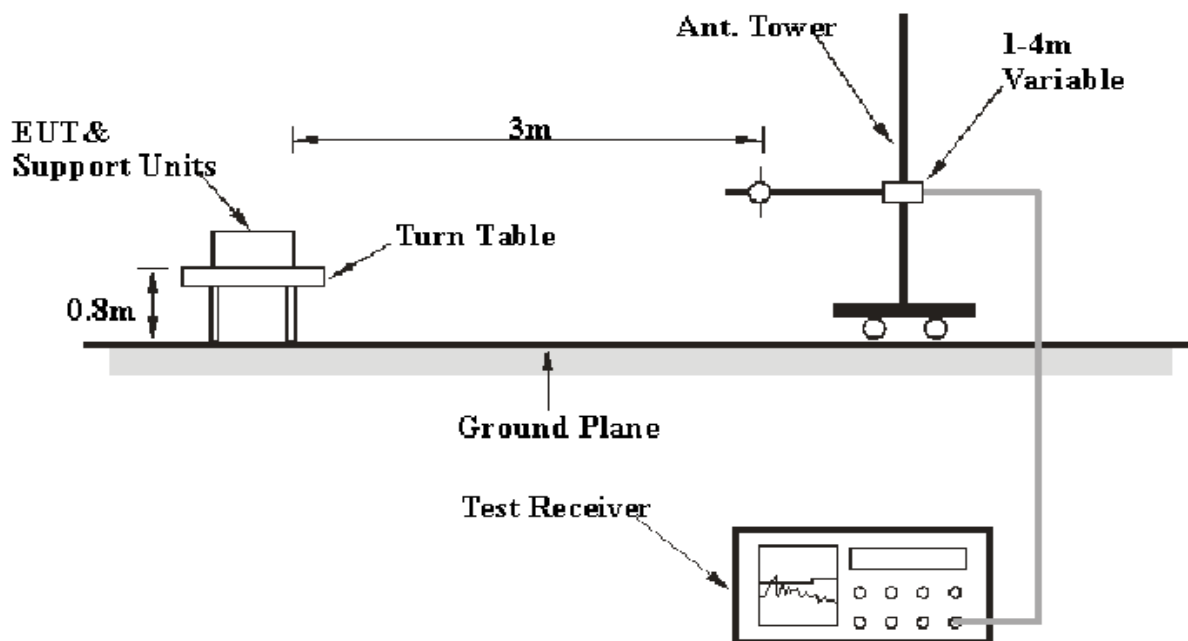 Ant. Tower
1-4m
Variable
3m
EUT&
Support Units
Turn Table
0.8m
Ground Plane
Test Receiver